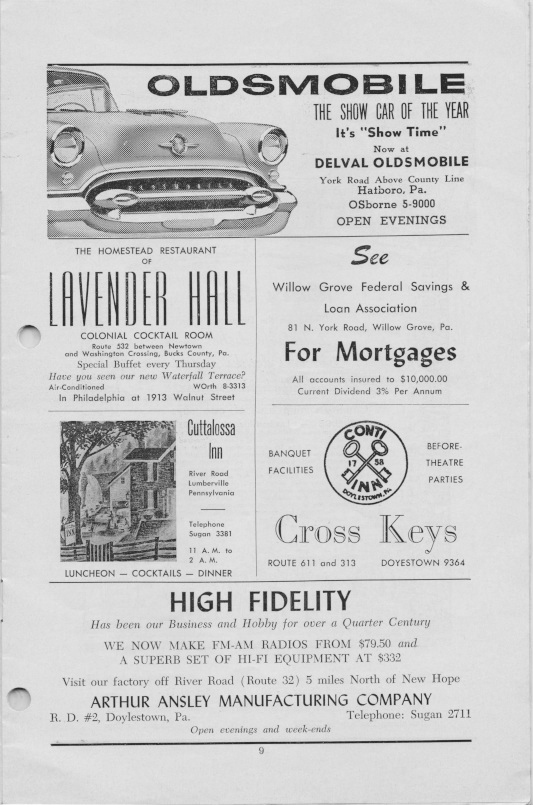 OLDSMOBILE
THE SHOW CAR OF THE YEAR
It's "Show Time"
Now at
DELVAL OLDSMOBILE
York Road Above County Line
Hatboro, Pa.
OSborne 5-9000
OPEN EVENINGS
THE HOMESTEAD RESTAURANT
OF
LAVENDER HALL
COLONIAL COCKTAIL ROOM
Route 532 between Newtown
and Washington Crossing, Bucks County, Pa.
Special Buffet every Thursday
Have you seen our new Waterfall Terrace?
Air-Conditioned WOrth 8-3313
In Philadelphia at 1913 Walnut Street
See
Willow Grove Federal Savings &
Loan Association
81 N. York Road, Willow Grove, Pa.
For Mortgages
All accounts insured to $10,000.00
Current Dividend 3% Per Annum
Cuttalossa
Inn
River Road
Lumberville
Pennsylvania
Telephone
Sugan 3381
11 A.M. to
2 A.M.
INN
LUNCHEON — COCKTAILS — DINNER
BANQUET
FACILITIES
CONTI
17 58
INN
DOYLESTOWN, PA.
BEFORE-
THEATRE
PARTIES
Cross Keys
ROUTE 611 and 313 DOYESTOWN 9364
HIGH FIDELITY
Has been our Business and Hobby for over a Quarter Century
WE NOW MAKE FM-AM RADIOS FROM $79.50 and
A SUPERB SET OF HI-FI EQUIPMENT AT $332
Visit our factory off River Road (Route 32) 5 miles North of New Hope
ARTHUR ANSLEY MANUFACTURING COMPANY
R. D. #2, Doylestown, Pa. Telephone: Sugan 2711
Open evenings and week-ends
9